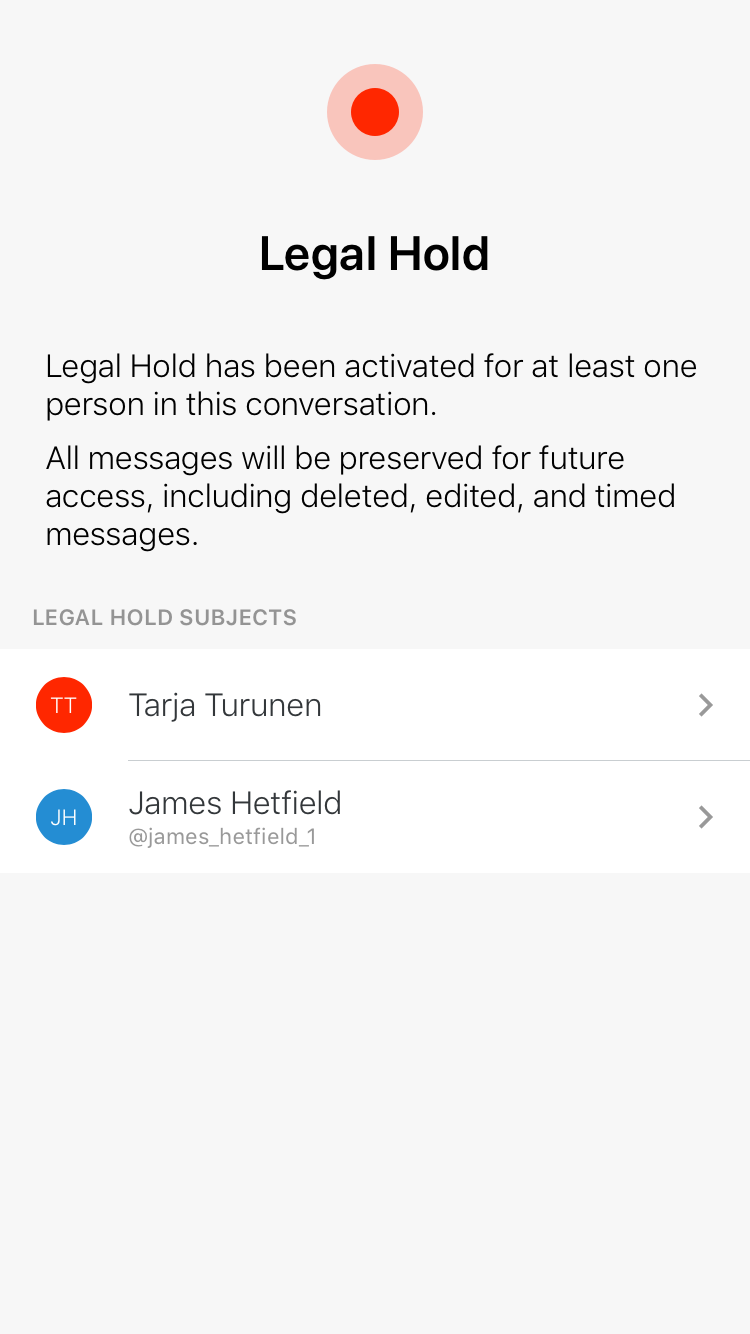 Legal Hold
Legal Hold has been activated for at least one
person in this conversation.
All messages will be preserved for future
access, including deleted, edited, and timed
messages.
LEGAL HOLD SUBJECTS
TT
Tarja Turunen
JH
James Hetfield
@james_hetfield_1